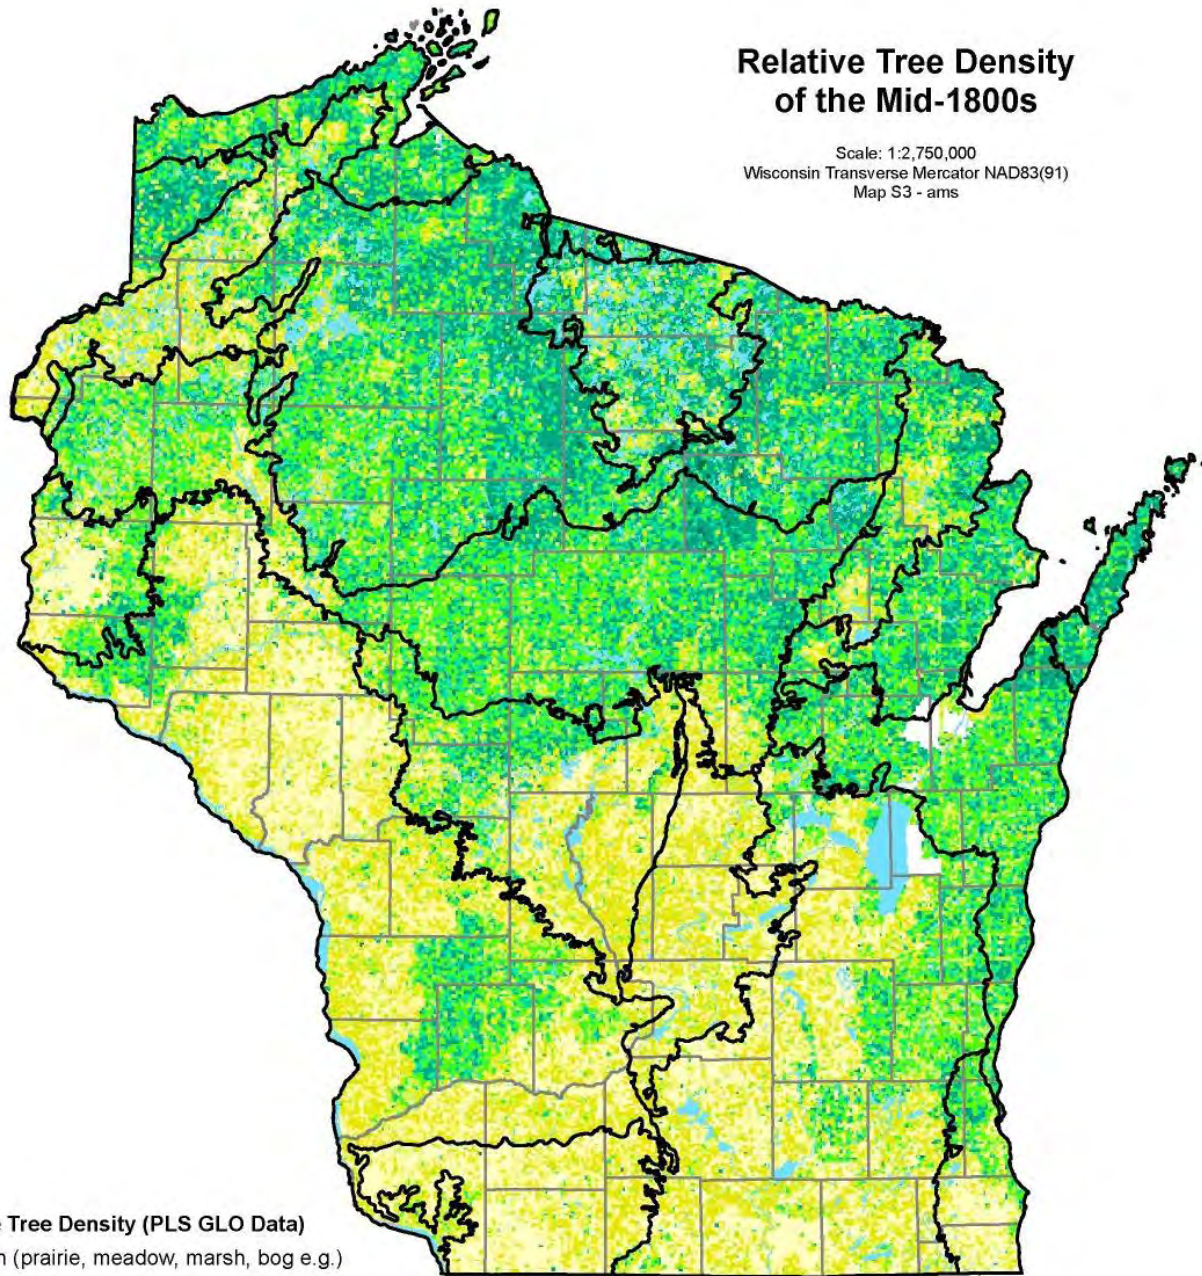 Relative Tree Density
of the Mid-1800s
Scale: 1:2,750,000
Wisconsin Transverse Mercator NAD83(91)
Map S3 - ams
Tree Density (PLS GLO Data)
(prairie, meadow, marsh, bog e.g.)